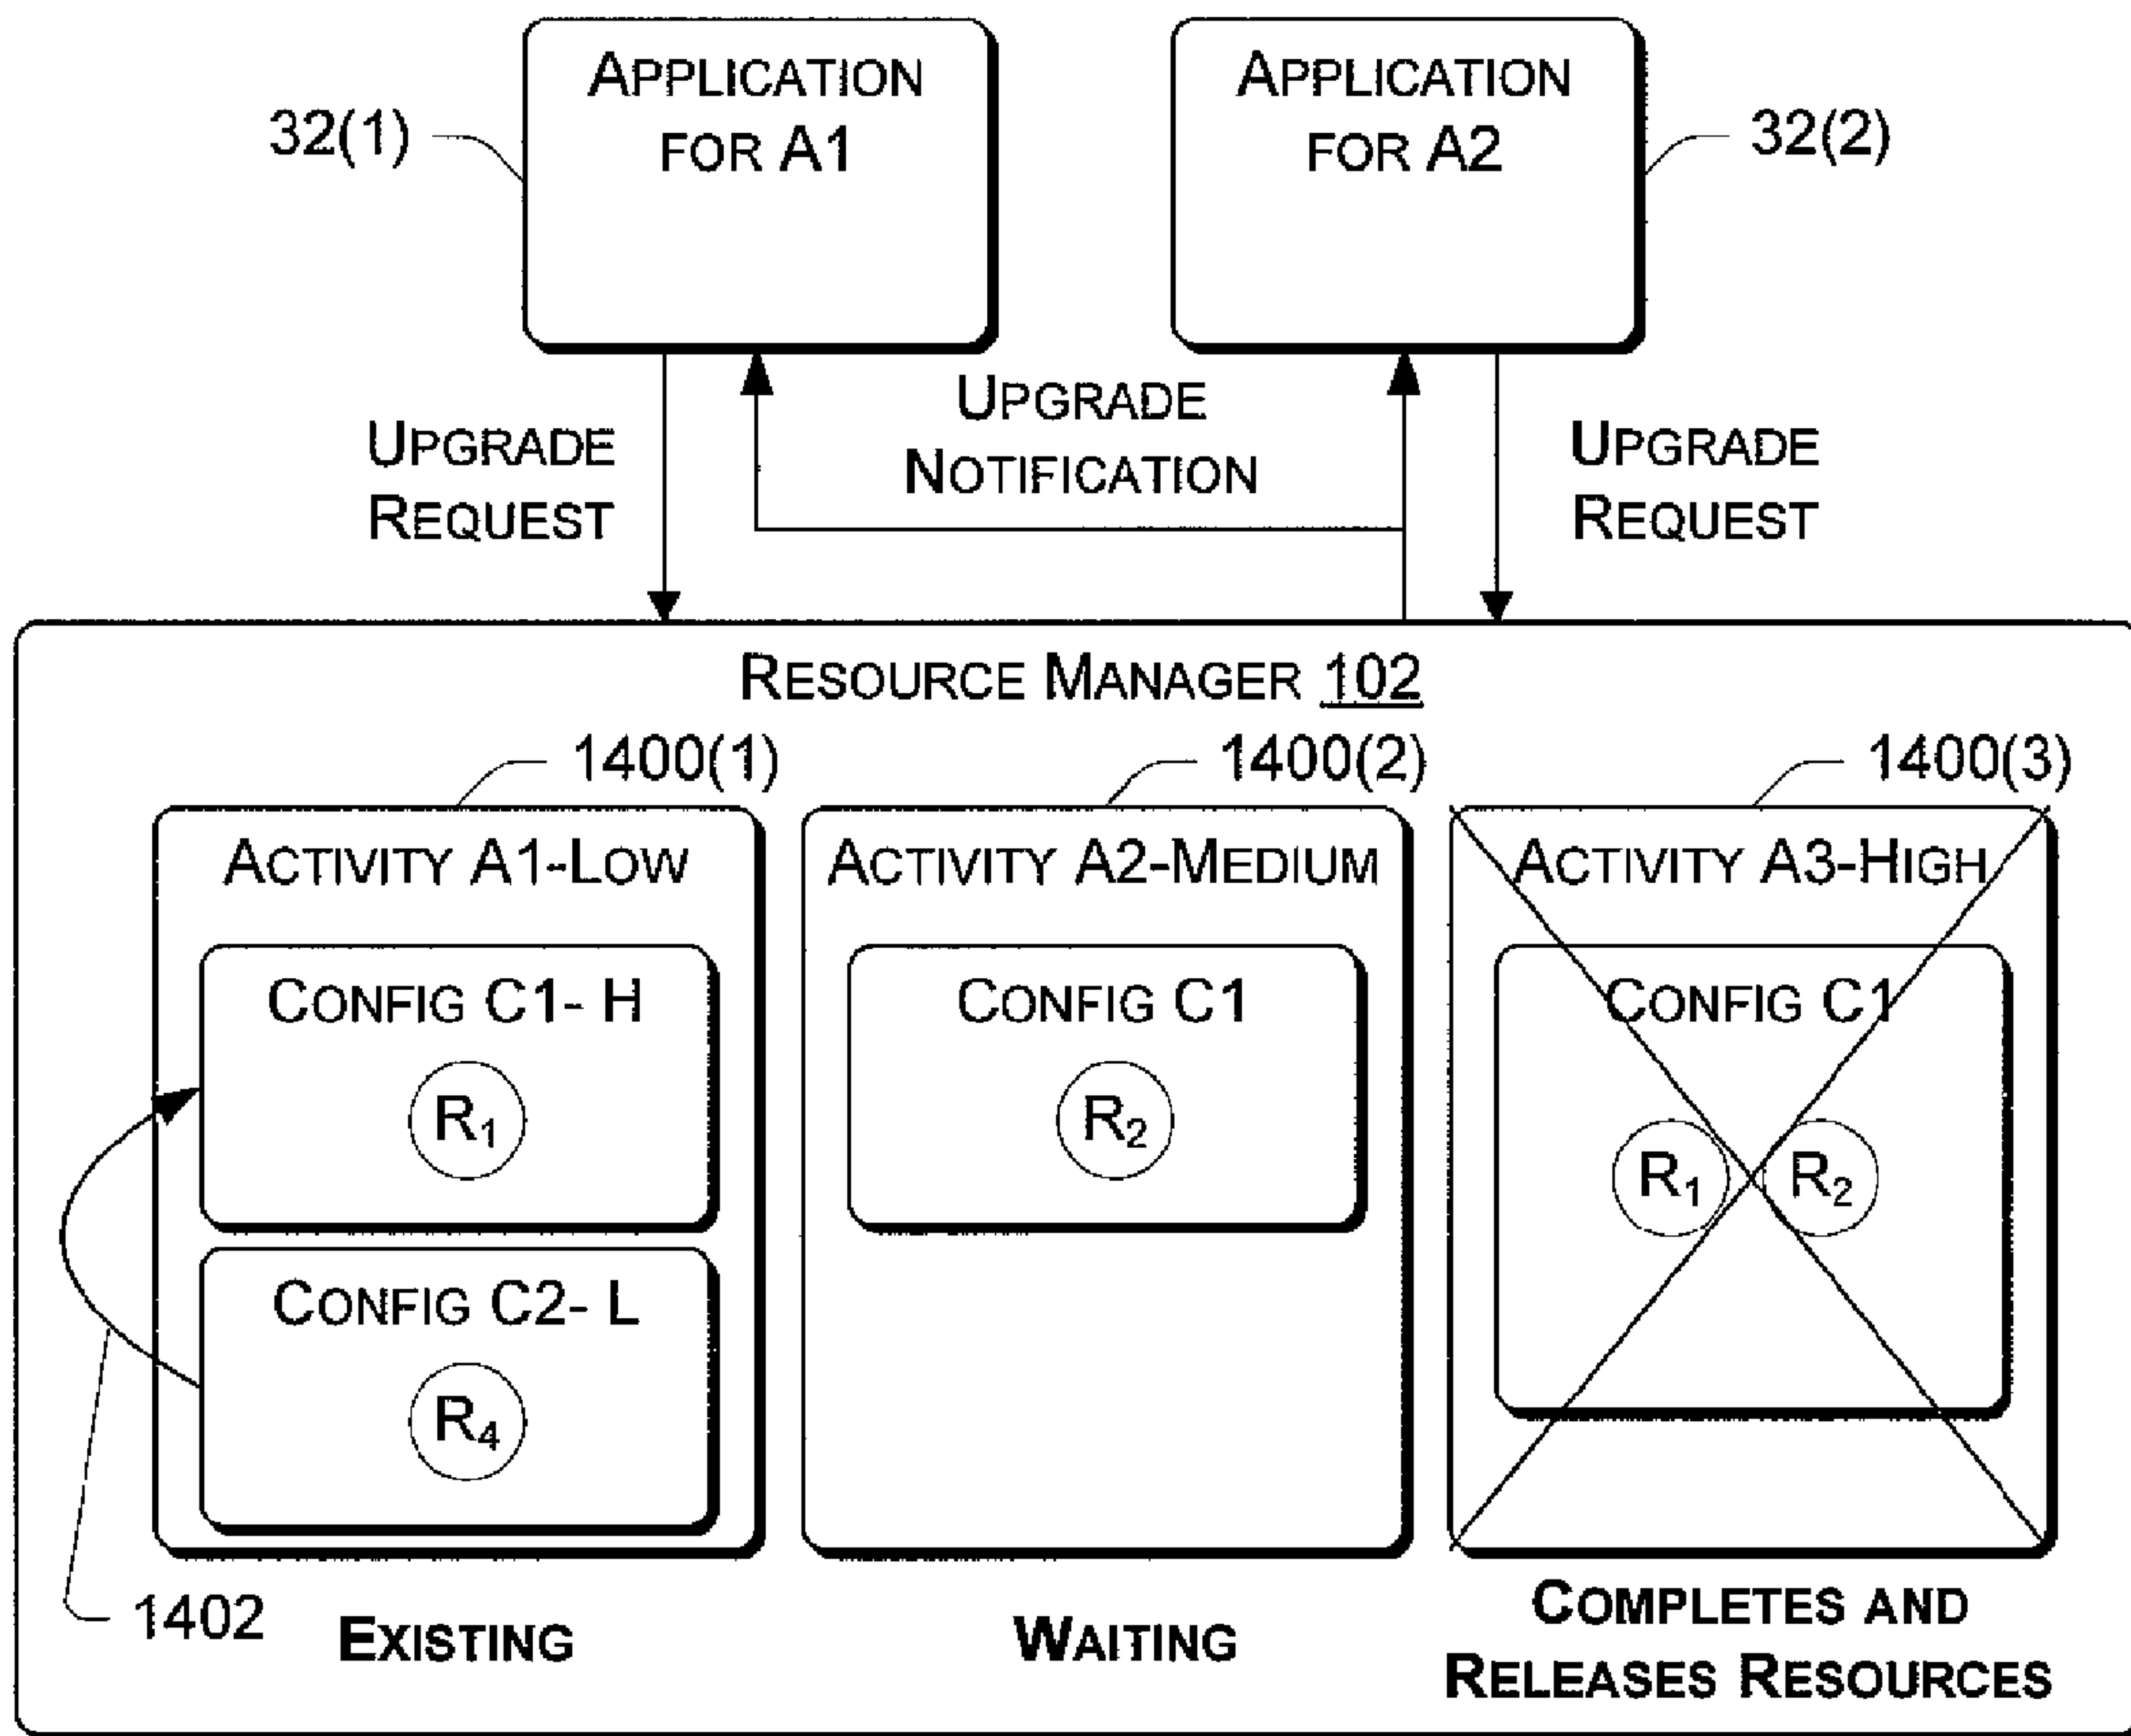 APPLICATION
FOR A1
APPLICATION
FOR A2
32(1)
32(2)
UPGRADE
REQUEST
UPGRADE
NOTIFICATION
UPGRADE
REQUEST
RESOURCE MANAGER 102
1400(1)
1400(2)
1400(3)
ACTIVITY A1-LOW
CONFIG C1- H
R₁
CONFIG C2- L
R₄
ACTIVITY A2-MEDIUM
CONFIG C1
R₂
ACTIVITY A3-HIGH
CONFIG C1
R₁ R₂
1402
EXISTING
WAITING
COMPLETES AND
RELEASES RESOURCES